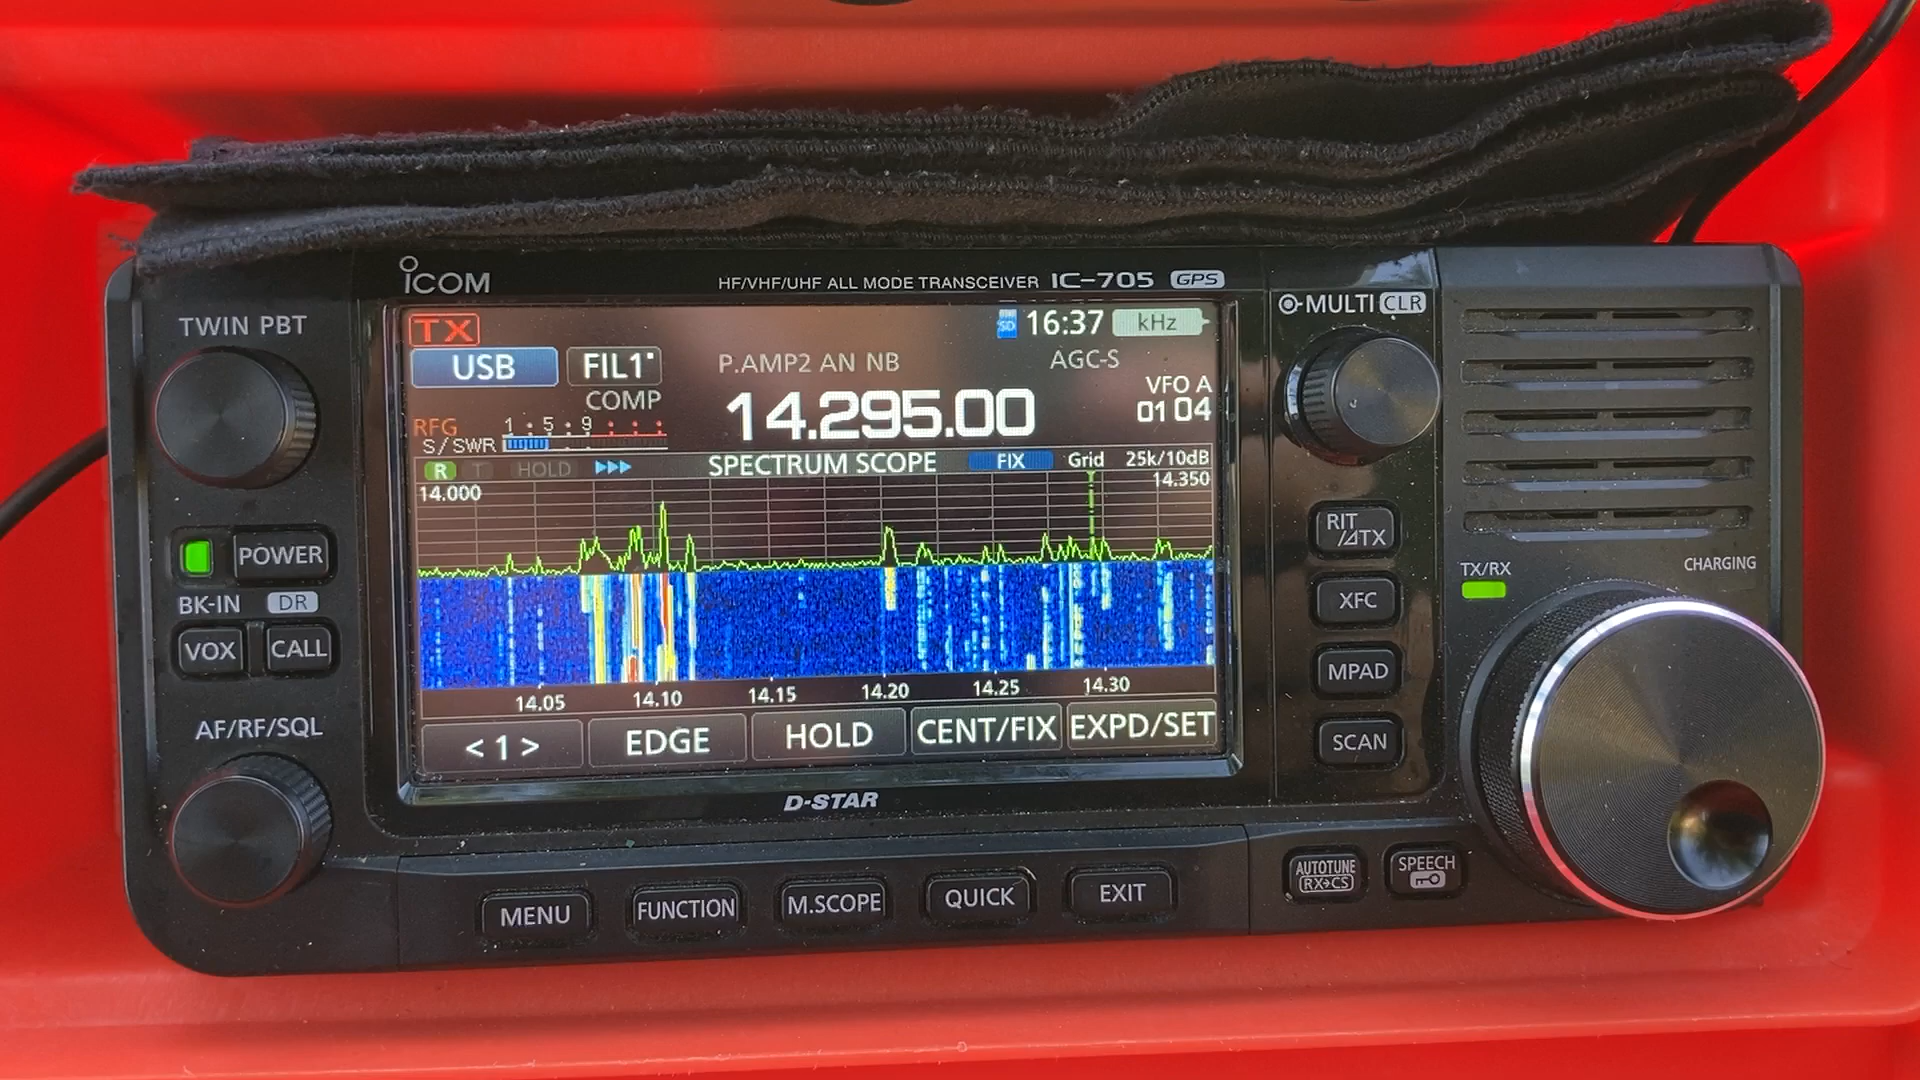 ICOM
HF/VHF/UHF ALL MODE TRANSCEIVER IC-705 GPS
MULTI CLR
TWIN PBT
TX
SD 16:37 kHz
USB FIL1 P.AMP2 AN NB AGC-S
COMP
14.295.00
VFO A
01 04
RFG
1 5 9
S/SWR
R T HOLD SPECTRUM SCOPE FIX Grid 25k/10dB
14.000 14.350
14.05 14.10 14.15 14.20 14.25 14.30
< 1 > EDGE HOLD CENT/FIX EXPD/SET
D-STAR
POWER
BK-IN DR
VOX CALL
AF/RF/SQL
RIT
/⊿TX
XFC
MPAD
SCAN
TX/RX CHARGING
MENU FUNCTION M.SCOPE QUICK EXIT
AUTOTUNE
RX→CS
SPEECH